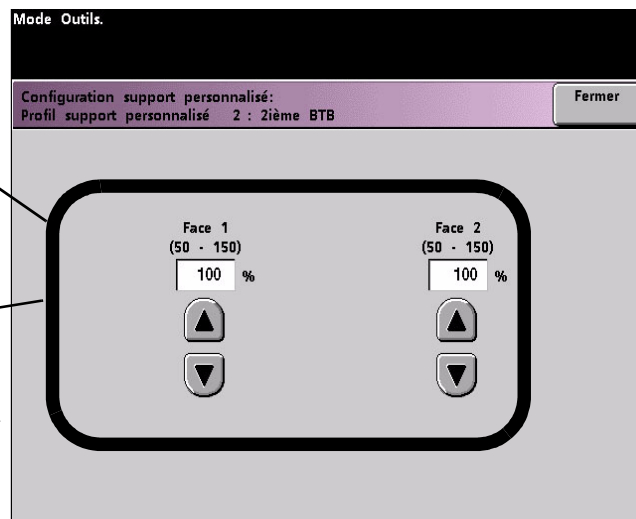 Mode Outils.
Configuration support personnalisé:
Profil support personnalisé 2 : 2ième BTB
Fermer
Face 1
(50 - 150)
100 %
Face 2
(50 - 150)
100 %